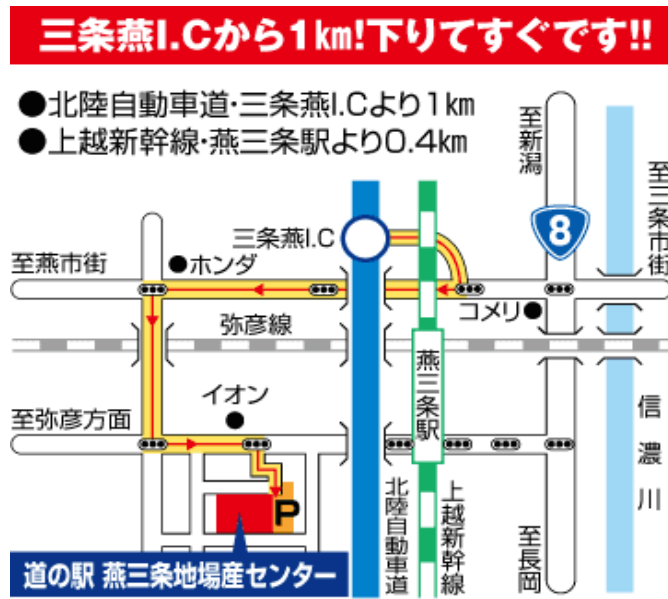 三条燕I.Cから1㎞!下りてすぐです!!
●北陸自動車道・三条燕I.Cより1㎞
●上越新幹線・燕三条駅より0.4㎞
至新潟
至三条市街
8
三条燕I.C
至燕市街
●ホンダ
コメリ●
弥彦線
燕三条駅
イオン
至弥彦方面
信濃川
P
北陸自動車道
上越新幹線
至長岡
道の駅 燕三条地場産センター